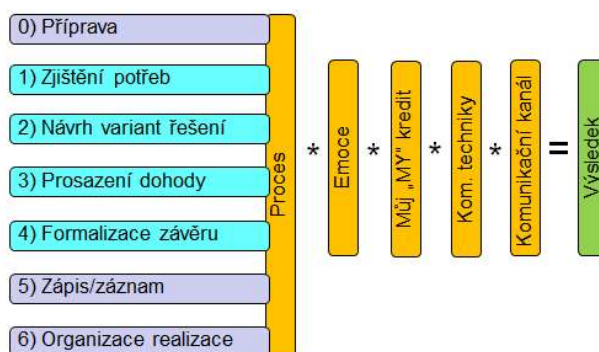 0) Příprava
1) Zjištění potřeb
2) Návrh variant řešení
3) Prosazení dohody
4) Formalizace závěru
5) Zápis/záznam
6) Organizace realizace
Proces
*
Emoce
*
Můj „MY“ kredit
*
Kom. techniky
*
Komunikační kanál
=
Výsledek